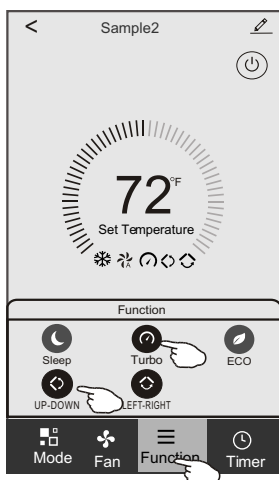 < Sample2
72°F
Set Temperature
A
Function
Sleep Turbo ECO
UP-DOWN LEFT-RIGHT
Mode Fan Function Timer